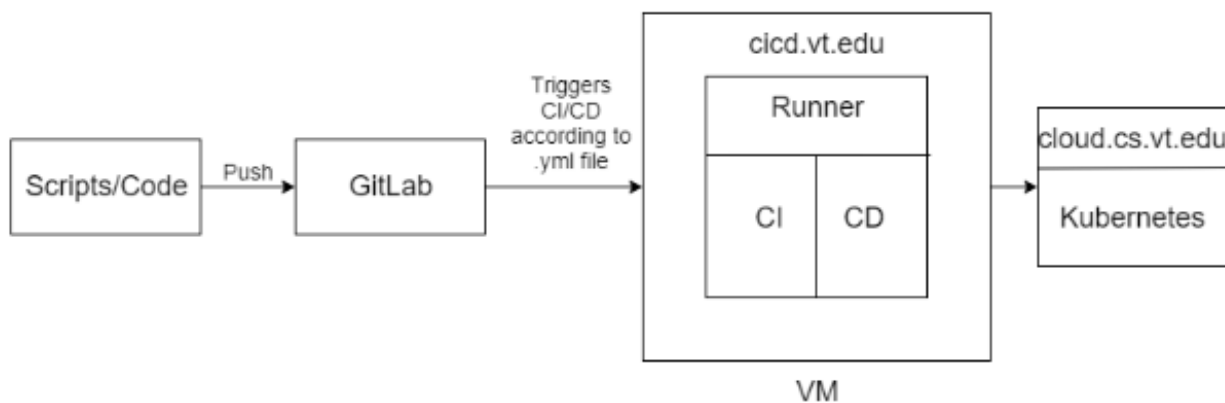 Scripts/Code
Push
GitLab
Triggers
CI/CD
according to
.yml file
cicd.vt.edu
Runner
CI
CD
VM
cloud.cs.vt.edu
Kubernetes